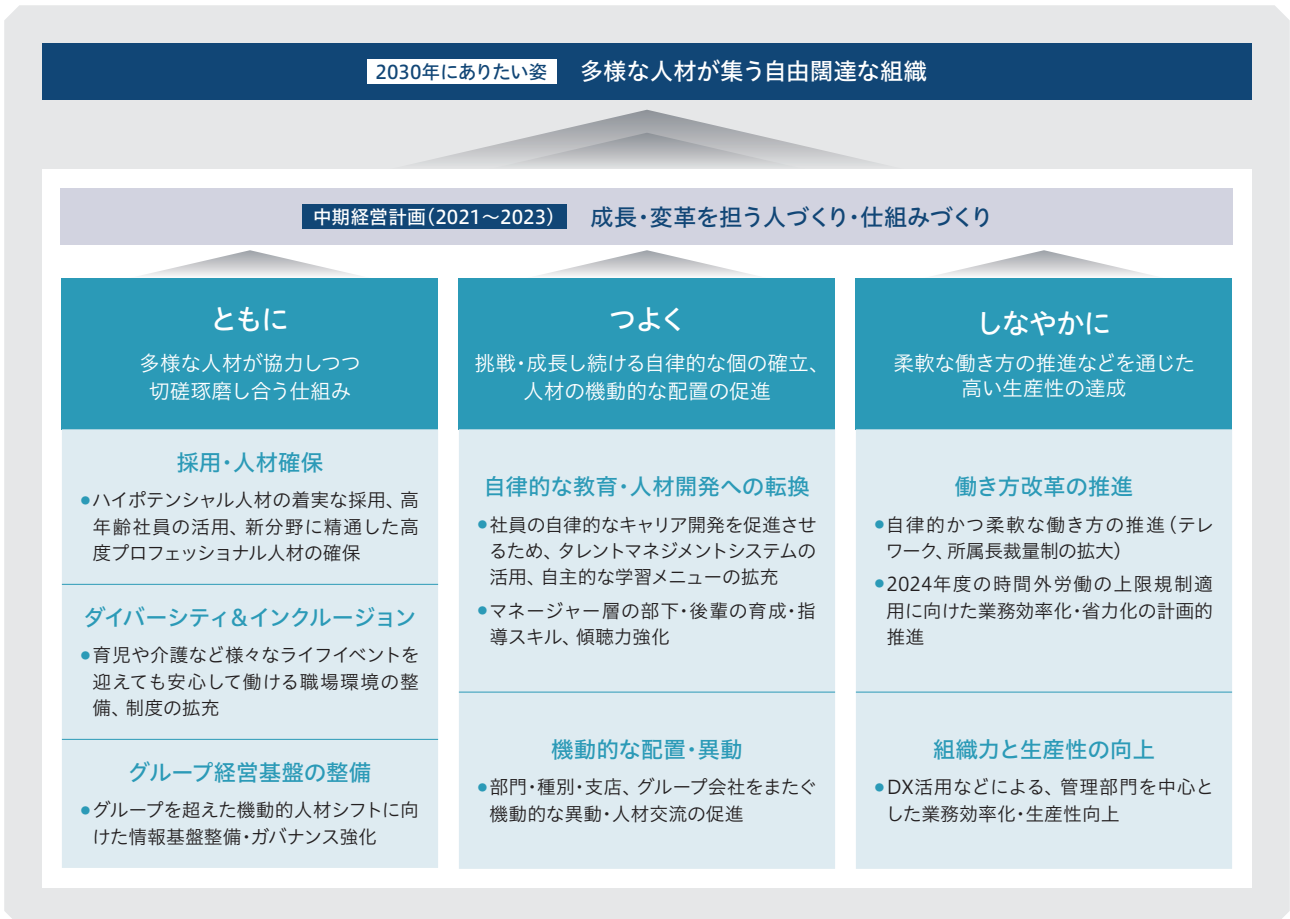 2030年にありたい姿 多様な人材が集う自由闊達な組織
中期経営計画（2021～2023） 成長・変革を担う人づくり・仕組みづくり
ともに
多様な人材が協力しつつ
切磋琢磨し合う仕組み
採用・人材確保
●ハイポテンシャル人材の着実な採用、高
年齢社員の活用、新分野に精通した高
度プロフェッショナル人材の確保
ダイバーシティ＆インクルージョン
●育児や介護など様々なライフイベントを
迎えても安心して働ける職場環境の整
備、制度の拡充
グループ経営基盤の整備
●グループを超えた機動的人材シフトに向
けた情報基盤整備・ガバナンス強化
つよく
挑戦・成長し続ける自律的な個の確立、
人材の機動的な配置の促進
自律的な教育・人材開発への転換
●社員の自律的なキャリア開発を促進させ
るため、タレントマネジメントシステムの
活用、自主的な学習メニューの拡充
●マネージャー層の部下・後輩の育成・指
導スキル、傾聴力強化
機動的な配置・異動
●部門・種別・支店、グループ会社をまたぐ
機動的な異動・人材交流の促進
しなやかに
柔軟な働き方の推進などを通じた
高い生産性の達成
働き方改革の推進
●自律的かつ柔軟な働き方の推進（テレ
ワーク、所属長裁量制の拡大）
●2024年度の時間外労働の上限規制適
用に向けた業務効率化・省力化の計画的
推進
組織力と生産性の向上
●DX活用などによる、管理部門を中心と
した業務効率化・生産性向上